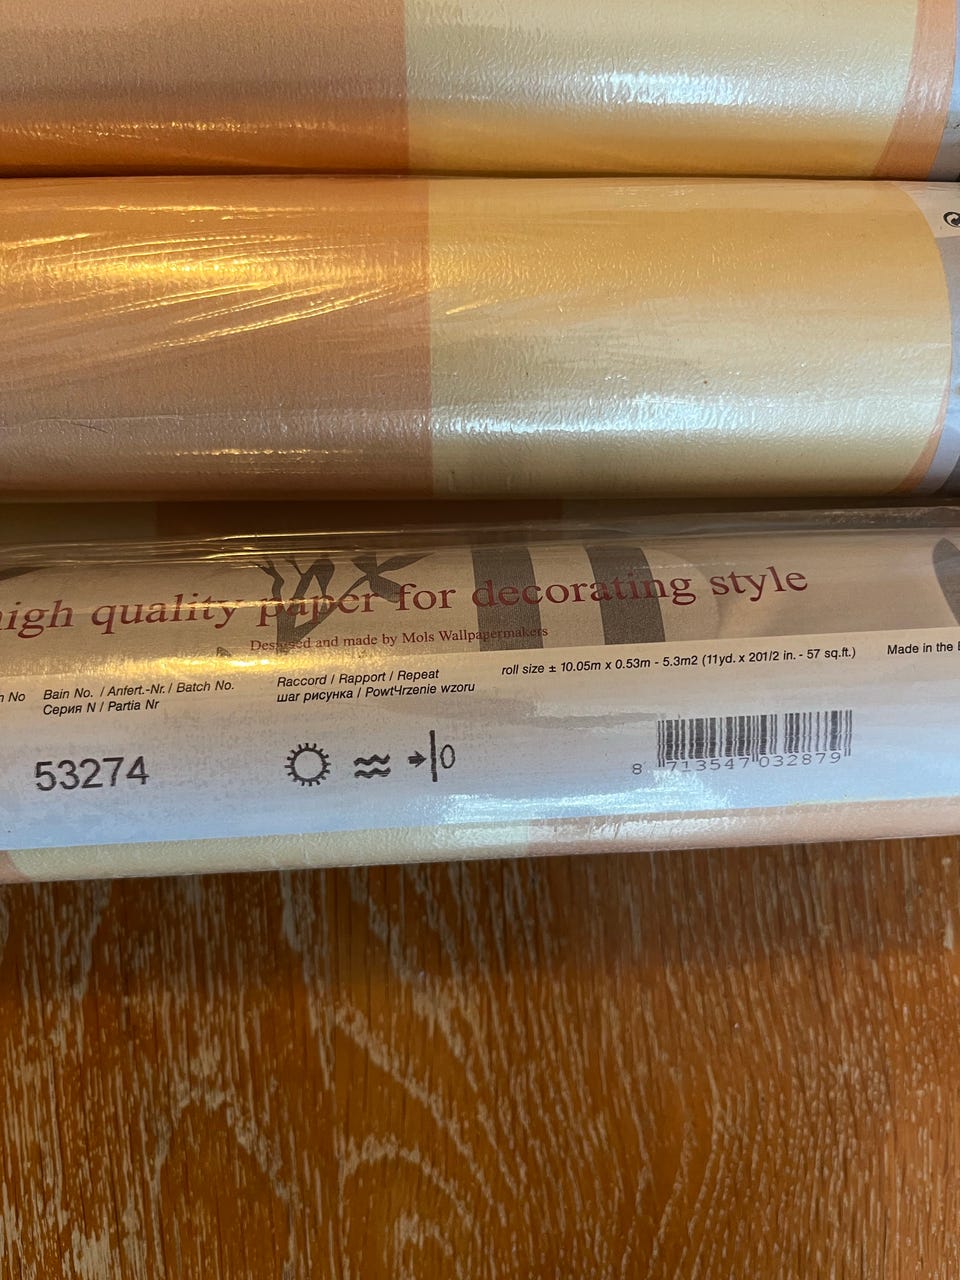 high quality paper for decorating style
Designed and made by Mols Wallpapermakers
No
Bain No. / Anfert.-Nr. / Batch No.
Серия N / Partia Nr
Raccord / Rapport / Repeat
шаг рисунка / PowtЧrzenie wzoru
roll size ± 10.05m x 0.53m - 5.3m2 (11yd. x 201/2 in. - 57 sq.ft.)
Made in the
53274
0
8 713547 032879